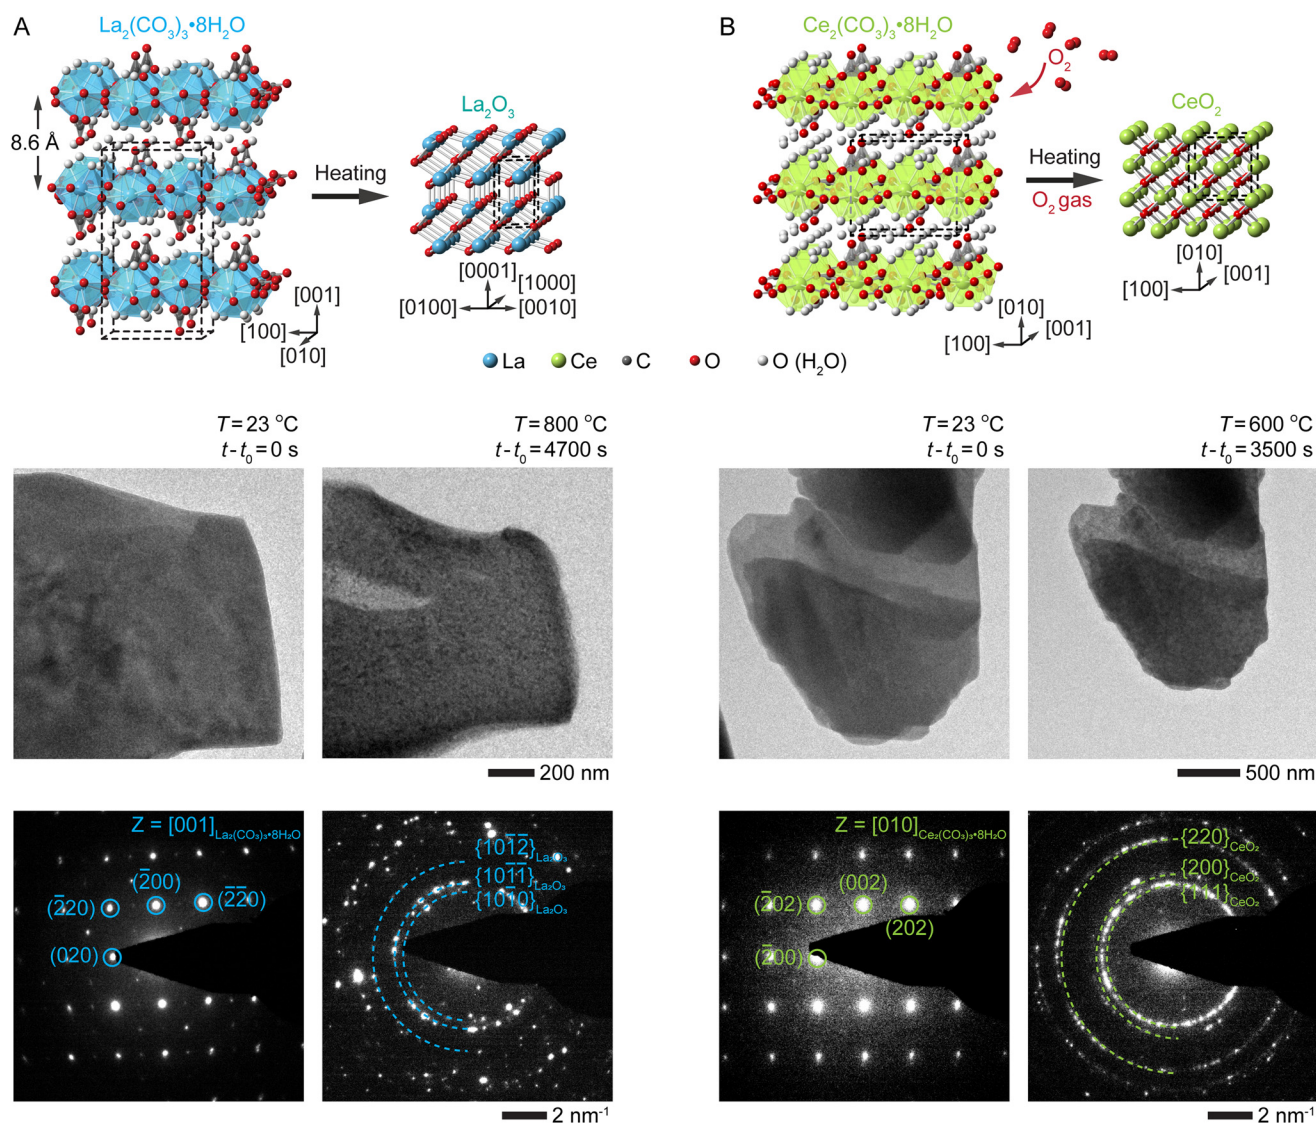 A
La₂(CO₃)₃•8H₂O
8.6 Å
Heating
La₂O₃
[001]
[100]
[010]
[0001]
[1000]
[0100]
[0010]
B
Ce₂(CO₃)₃•8H₂O
O₂
Heating
O₂ gas
CeO₂
[010]
[001]
[100]
[010]
[001]
[100]
La
Ce
C
O
O (H₂O)
T = 23 °C
t - t₀ = 0 s
T = 800 °C
t - t₀ = 4700 s
200 nm
T = 23 °C
t - t₀ = 0 s
T = 600 °C
t - t₀ = 3500 s
500 nm
Z = [001]La₂(CO₃)₃•8H₂O
(2̅00)
(2̅20)
(2̅2̅0)
(020)
{101̅2̅}La₂O₃
{101̅1̅}La₂O₃
{101̅0}La₂O₃
2 nm⁻¹
Z = [010]Ce₂(CO₃)₃•8H₂O
(2̅02)
(002)
(202)
(2̅00)
{220}CeO₂
{200}CeO₂
{111}CeO₂
2 nm⁻¹